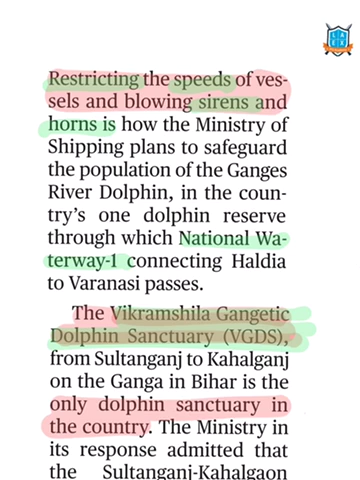 LAEX
Restricting the speeds of ves-
sels and blowing sirens and
horns is how the Ministry of
Shipping plans to safeguard
the population of the Ganges
River Dolphin, in the coun-
try's one dolphin reserve
through which National Wa-
terway-1 connecting Haldia
to Varanasi passes.
The Vikramshila Gangetic
Dolphin Sanctuary (VGDS),
from Sultanganj to Kahalganj
on the Ganga in Bihar is the
only dolphin sanctuary in
the country. The Ministry in
its response admitted that
the Sultanganj-Kahalgaon